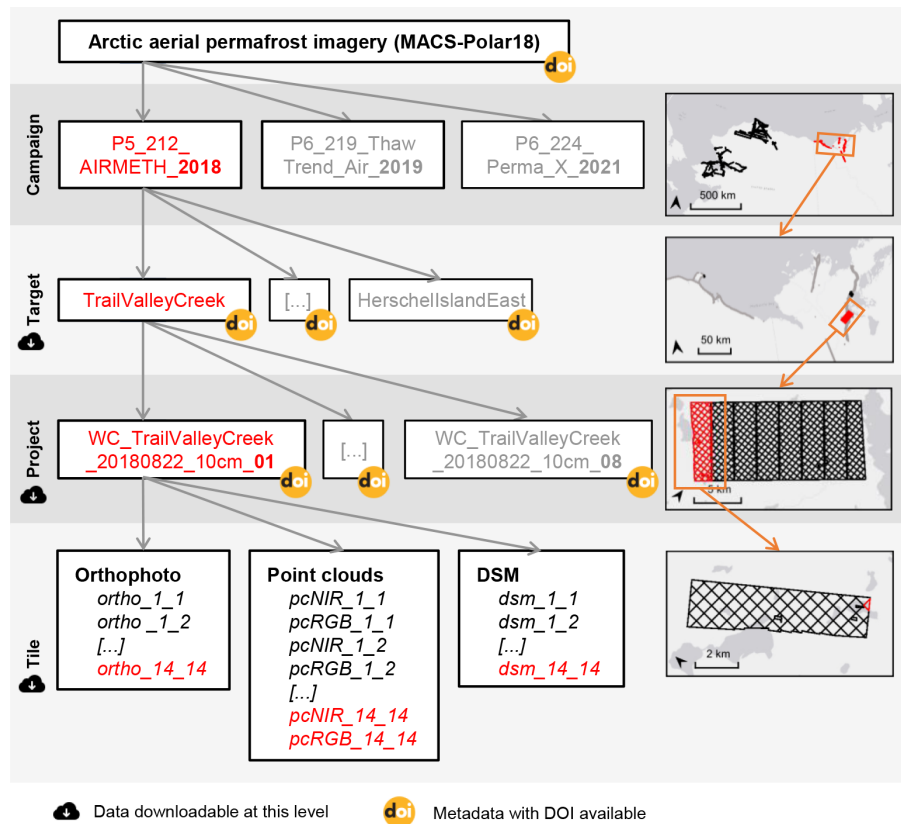 Arctic aerial permafrost imagery (MACS-Polar18)
doi
Campaign
P5_212_
AIRMETH_2018
P6_219_Thaw
Trend_Air_2019
P6_224_
Perma_X_2021
500 km
Target
TrailValleyCreek
doi
[...]
doi
HerschelIslandEast
doi
50 km
Project
WC_TrailValleyCreek
_20180822_10cm_01
doi
[...]
doi
WC_TrailValleyCreek
_20180822_10cm_08
doi
5 km
Tile
Orthophoto
ortho_1_1
ortho _1_2
[...]
ortho_14_14
Point clouds
pcNIR_1_1
pcRGB_1_1
pcNIR_1_2
pcRGB_1_2
[...]
pcNIR_14_14
pcRGB_14_14
DSM
dsm_1_1
dsm_1_2
[...]
dsm_14_14
2 km
Data downloadable at this level
doi
Metadata with DOI available